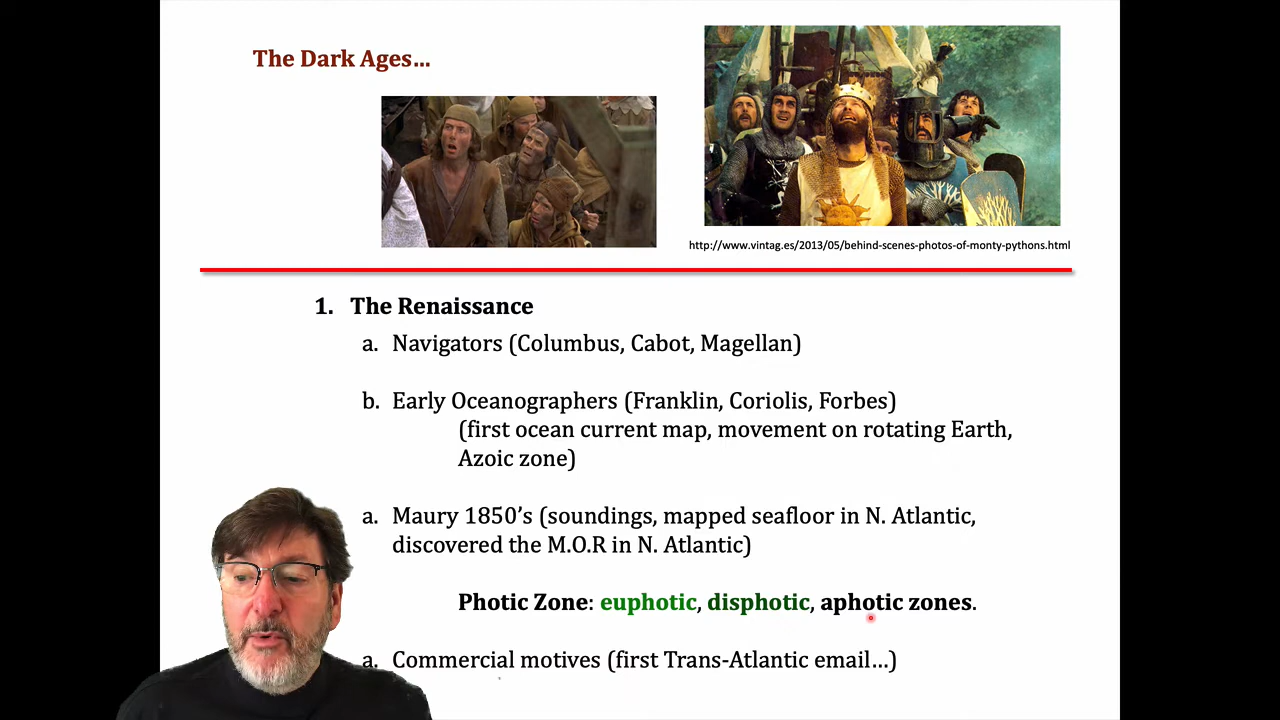 The Dark Ages…
http://www.vintag.es/2013/05/behind-scenes-photos-of-monty-pythons.html
1. The Renaissance
a. Navigators (Columbus, Cabot, Magellan)
b. Early Oceanographers (Franklin, Coriolis, Forbes)
(first ocean current map, movement on rotating Earth,
Azoic zone)
a. Maury 1850’s (soundings, mapped seafloor in N. Atlantic,
discovered the M.O.R in N. Atlantic)
Photic Zone: euphotic, disphotic, aphotic zones.
a. Commercial motives (first Trans-Atlantic email…)